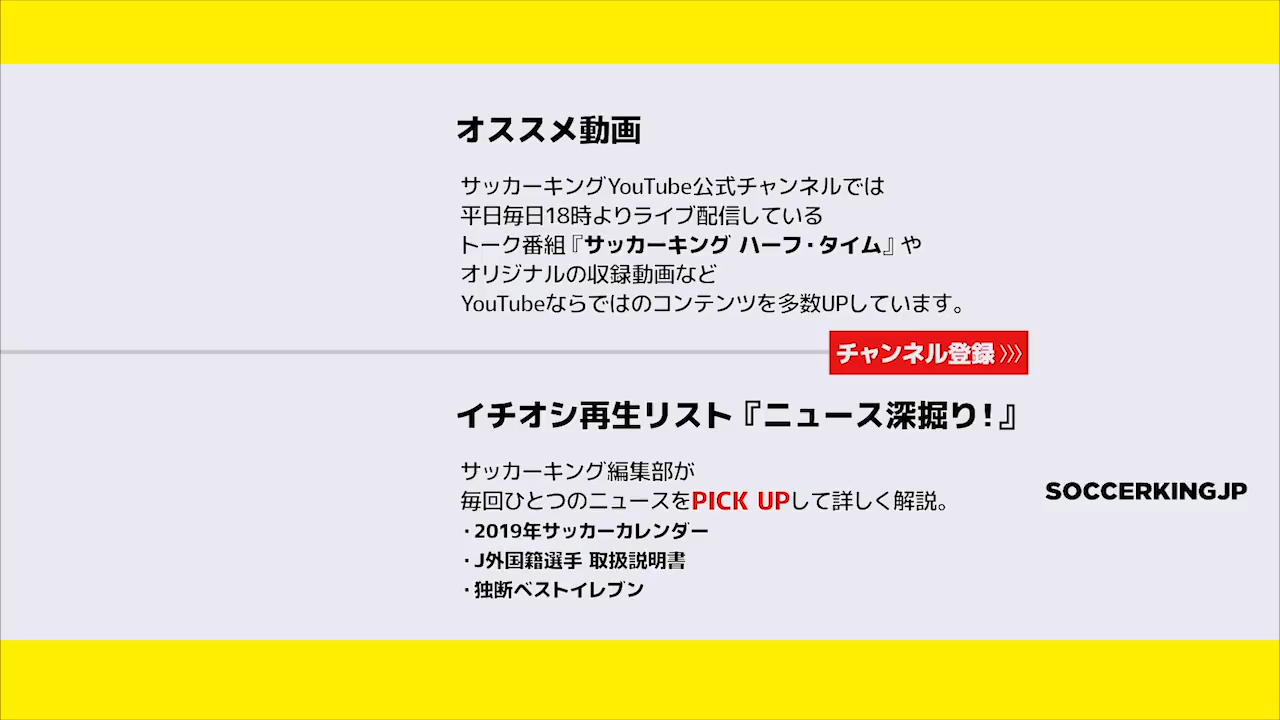 オススメ動画
サッカーキングYouTube公式チャンネルでは
平日毎日18時よりライブ配信している
トーク番組『サッカーキング ハーフ・タイム』や
オリジナルの収録動画など
YouTubeならではのコンテンツを多数UPしています。
チャンネル登録 〉〉〉
イチオシ再生リスト『ニュース深掘り!』
サッカーキング編集部が
毎回ひとつのニュースをPICK UPして詳しく解説。
・2019年サッカーカレンダー
・J外国籍選手 取扱説明書
・独断ベストイレブン
SOCCERKINGJP